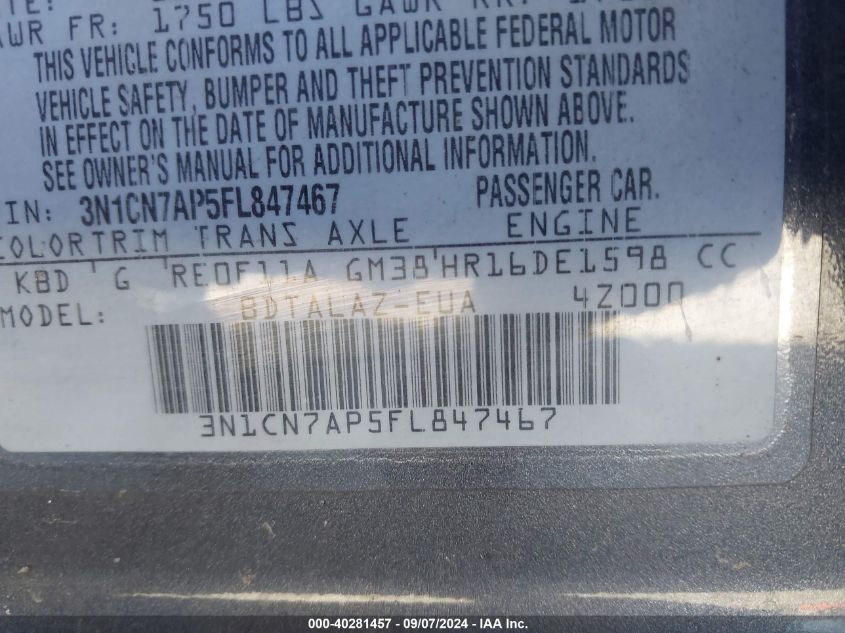 FR: 1750 LBS GAWR RR:
THIS VEHICLE CONFORMS TO ALL APPLICABLE FEDERAL MOTOR
VEHICLE SAFETY, BUMPER AND THEFT PREVENTION STANDARDS
IN EFFECT ON THE DATE OF MANUFACTURE SHOWN ABOVE.
SEE OWNER'S MANUAL FOR ADDITIONAL INFORMATION.
IN: 3N1CN7AP5FL847467 PASSENGER CAR.
COLORTRIM TRANS AXLE ENGINE
KBD G RE0F11A GM38 HR16DE1598 CC
MODEL: BDTALAZ-EUA 4Z000
3N1CN7AP5FL847467
000-40281457 - 09/07/2024 - IAA Inc.